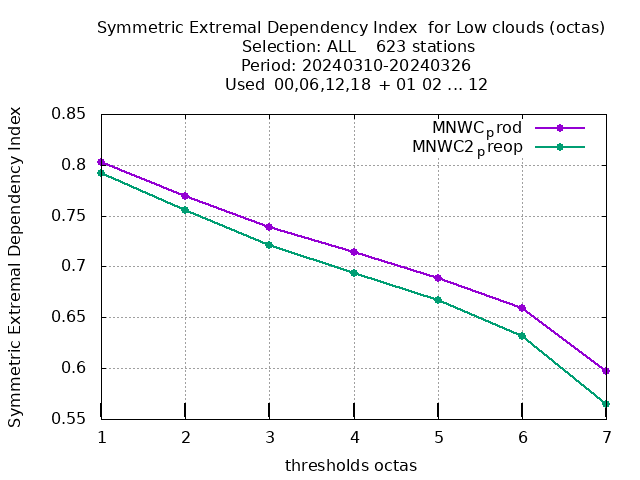 Symmetric Extremal Dependency Index  for Low clouds (octas)
Selection: ALL    623 stations
Period: 20240310-20240326
Used  00,06,12,18 + 01 02 ... 12
MNWCprod
MNWC2preop
Symmetric Extremal Dependency Index
0.85
0.8
0.75
0.7
0.65
0.6
0.55
1 2 3 4 5 6 7
thresholds octas